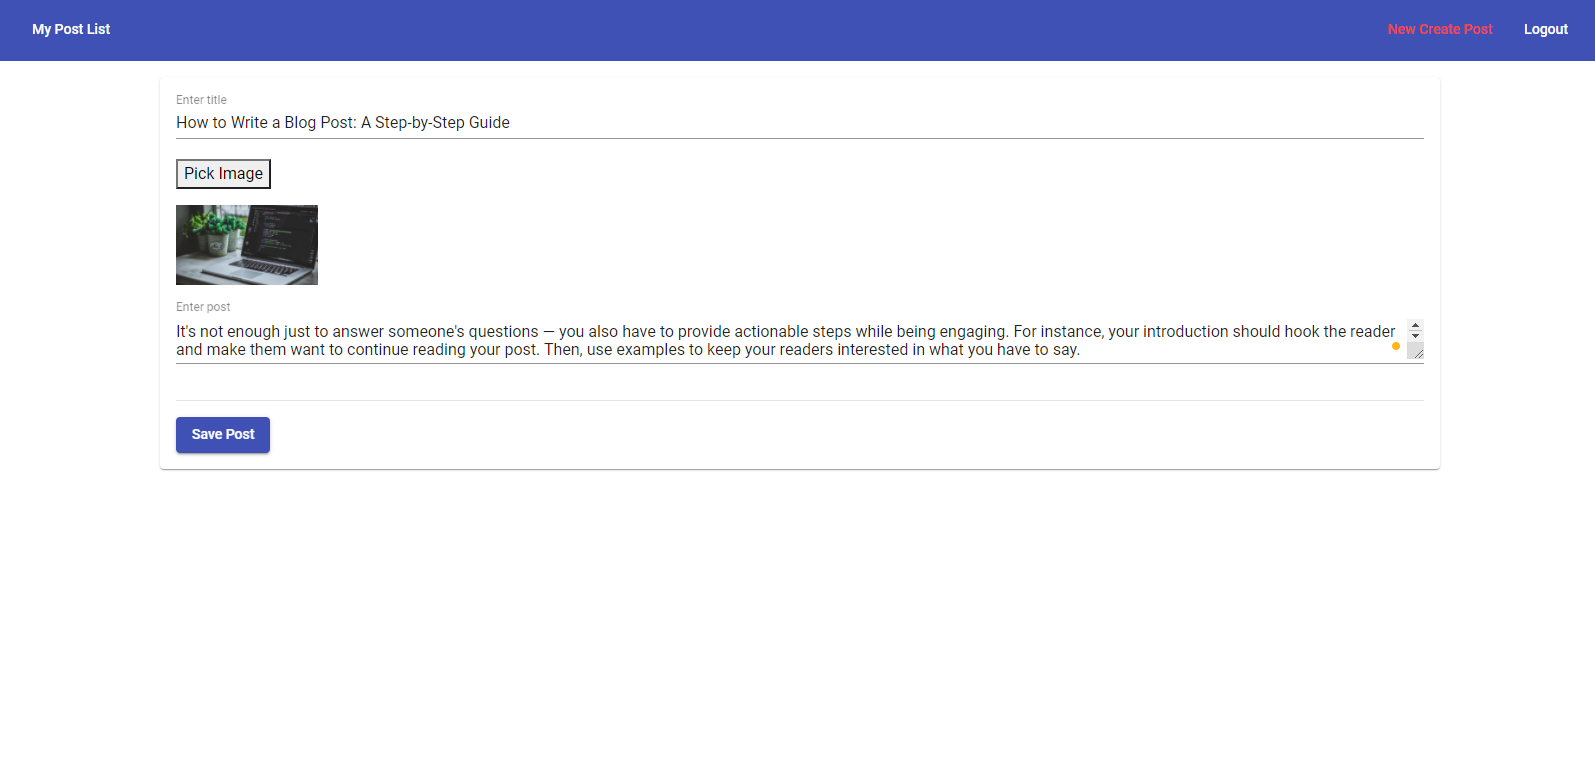 My Post List
New Create Post
Logout
Enter title
How to Write a Blog Post: A Step-by-Step Guide
Pick Image
Enter post
It's not enough just to answer someone's questions — you also have to provide actionable steps while being engaging. For instance, your introduction should hook the reader
and make them want to continue reading your post. Then, use examples to keep your readers interested in what you have to say.
Save Post